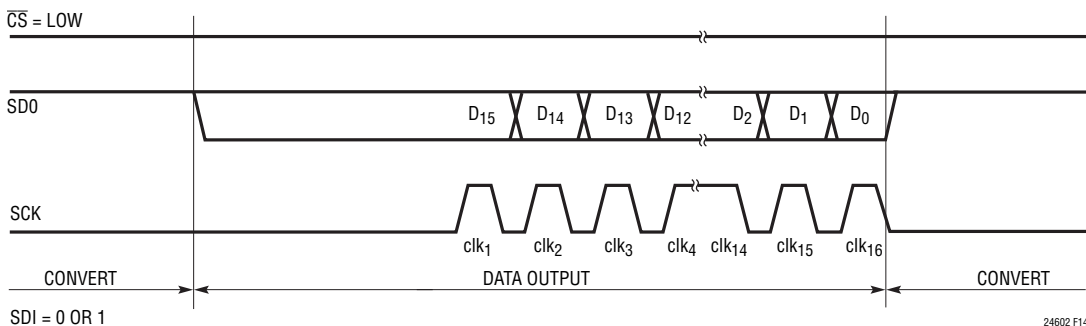 C̅S̅ = LOW
SD0
D15 D14 D13 D12 D2 D1 D0
SCK
clk1 clk2 clk3 clk4 clk14 clk15 clk16
CONVERT DATA OUTPUT CONVERT
SDI = 0 OR 1
24602 F14